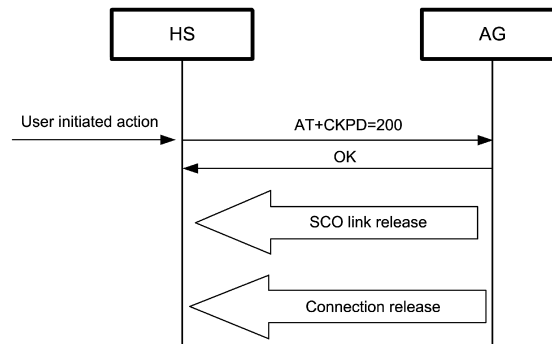 HS
AG
User initiated action
AT+CKPD=200
OK
SCO link release
Connection release